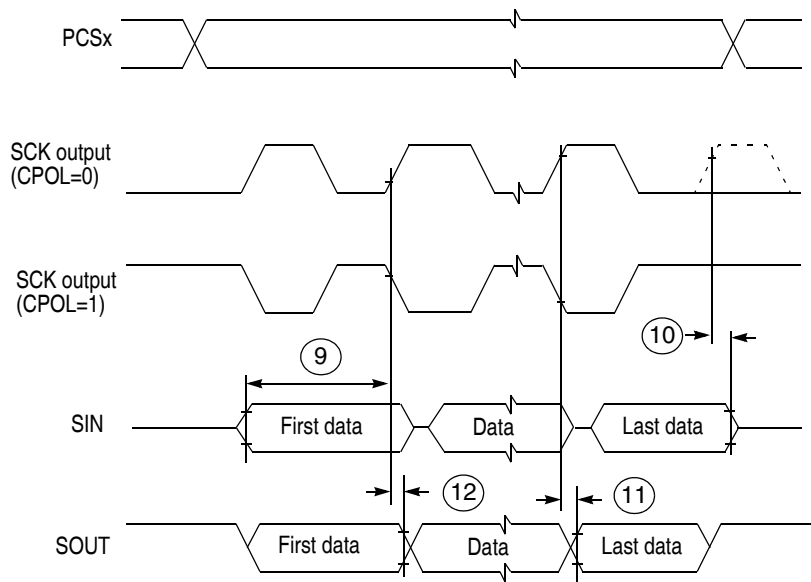 PCSx
SCK output
(CPOL=0)
SCK output
(CPOL=1)
10
9
SIN
First data
Data
Last data
12
11
SOUT
First data
Data
Last data